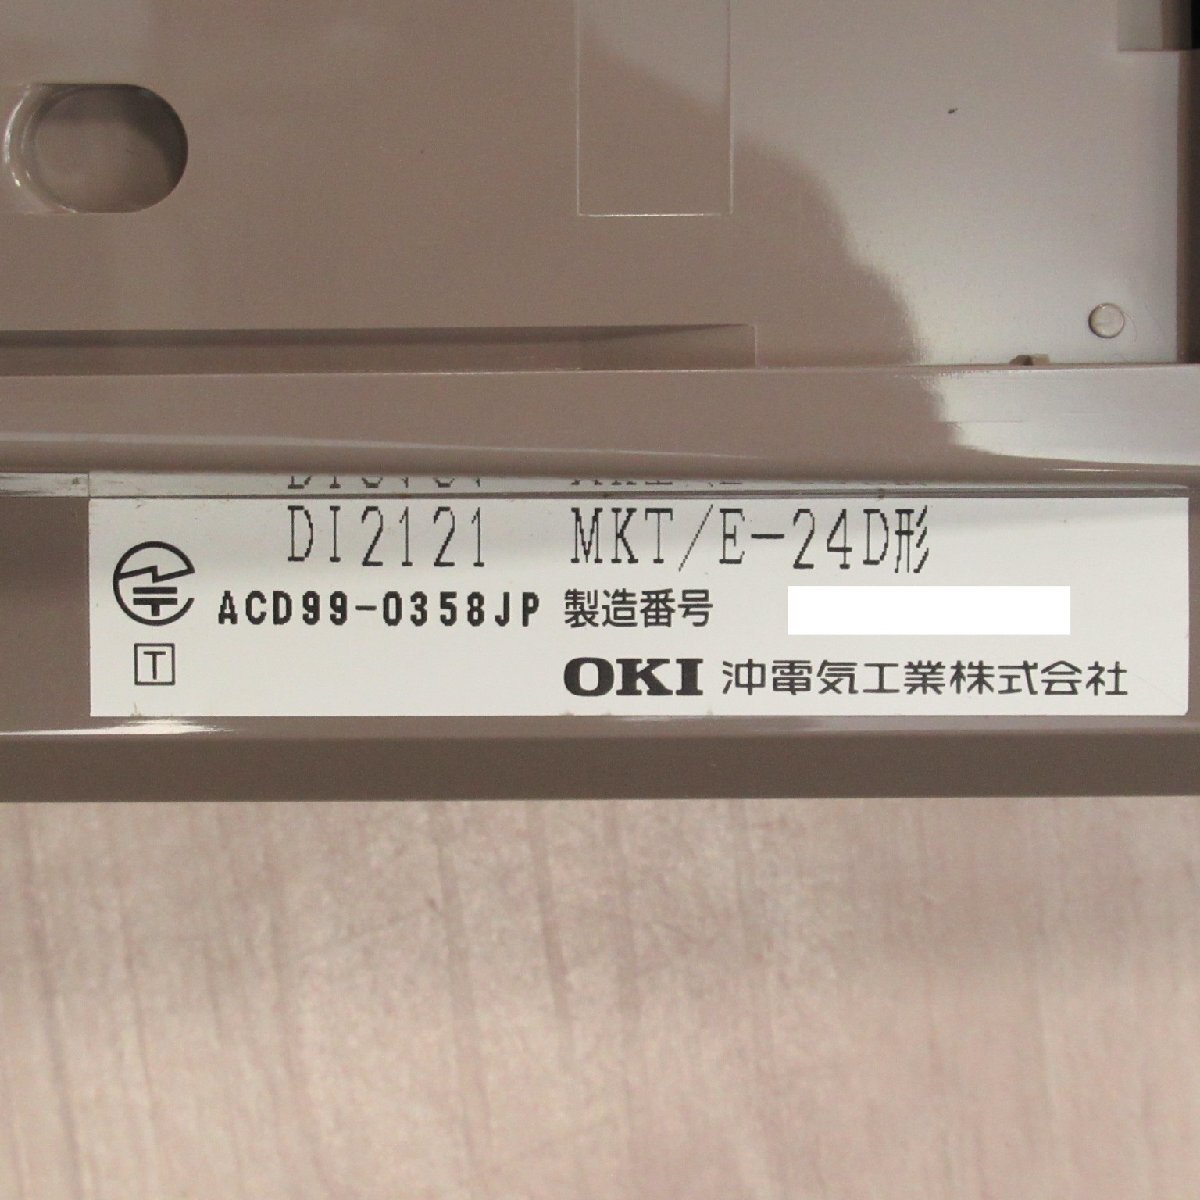 DI2121 MKT/E-24D形
ACD99-0358JP 製造番号
T
OKI 沖電気工業株式会社